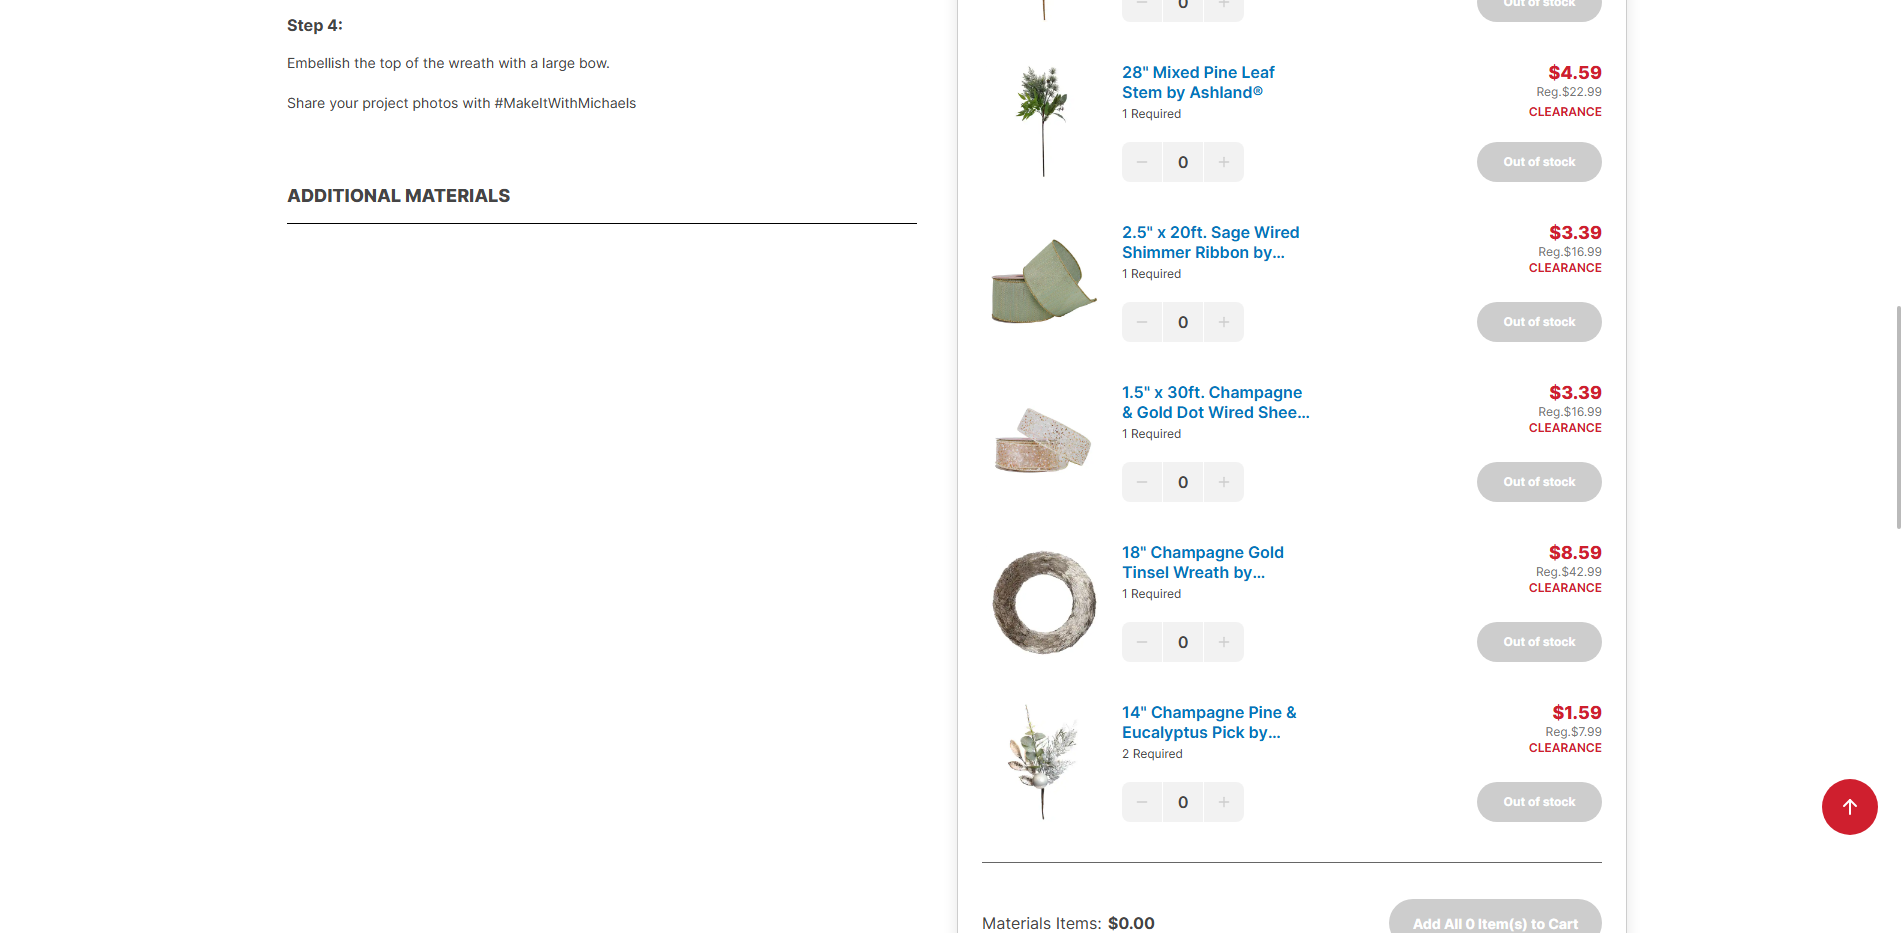 Step 4:
Embellish the top of the wreath with a large bow.
Share your project photos with #MakeItWithMichaels
ADDITIONAL MATERIALS
0
Out of stock
28" Mixed Pine Leaf
Stem by Ashland®
1 Required
$4.59
Reg.$22.99
CLEARANCE
0
Out of stock
2.5" x 20ft. Sage Wired
Shimmer Ribbon by...
1 Required
$3.39
Reg.$16.99
CLEARANCE
0
Out of stock
1.5" x 30ft. Champagne
& Gold Dot Wired Shee...
1 Required
$3.39
Reg.$16.99
CLEARANCE
0
Out of stock
18" Champagne Gold
Tinsel Wreath by...
1 Required
$8.59
Reg.$42.99
CLEARANCE
0
Out of stock
14" Champagne Pine &
Eucalyptus Pick by...
2 Required
$1.59
Reg.$7.99
CLEARANCE
0
Out of stock
Materials Items: $0.00
Add All 0 Item(s) to Cart